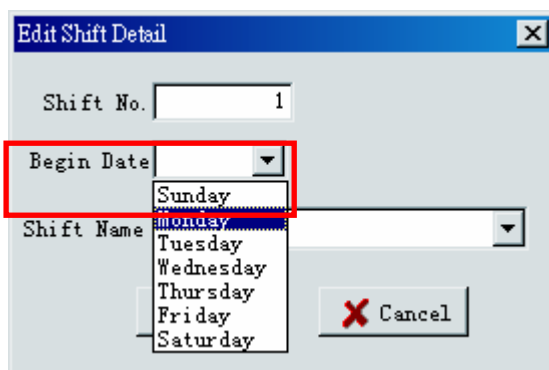 Edit Shift Detail
Shift No. 1
Begin Date
Sunday
Shift Name Monday
Tuesday
Wednesday
Thursday
Friday
Saturday
Cancel